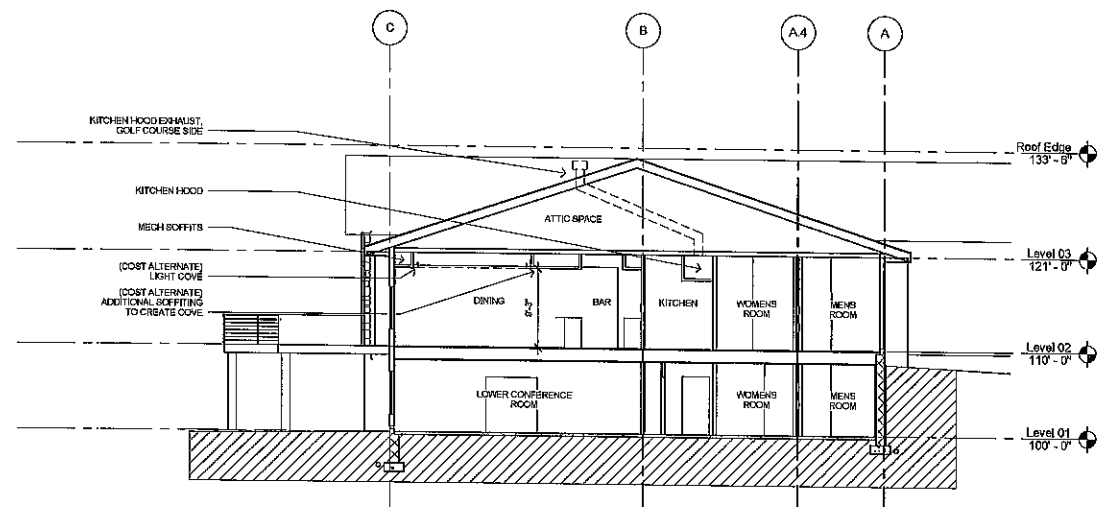 C
B
A.4
A
KITCHEN HOOD EXHAUST,
GOLF COURSE SIDE
Roof Edge
133' - 6"
KITCHEN HOOD
ATTIC SPACE
MECH SOFFITS
Level 03
121' - 0"
(COST ALTERNATE)
LIGHT COVE
(COST ALTERNATE)
ADDITIONAL SOFFITING
TO CREATE COVE
DINING
BAR
KITCHEN
WOMENS
ROOM
MENS
ROOM
Level 02
110' - 0"
LOWER CONFERENCE
ROOM
WOMENS
ROOM
MENS
ROOM
Level 01
100' - 0"